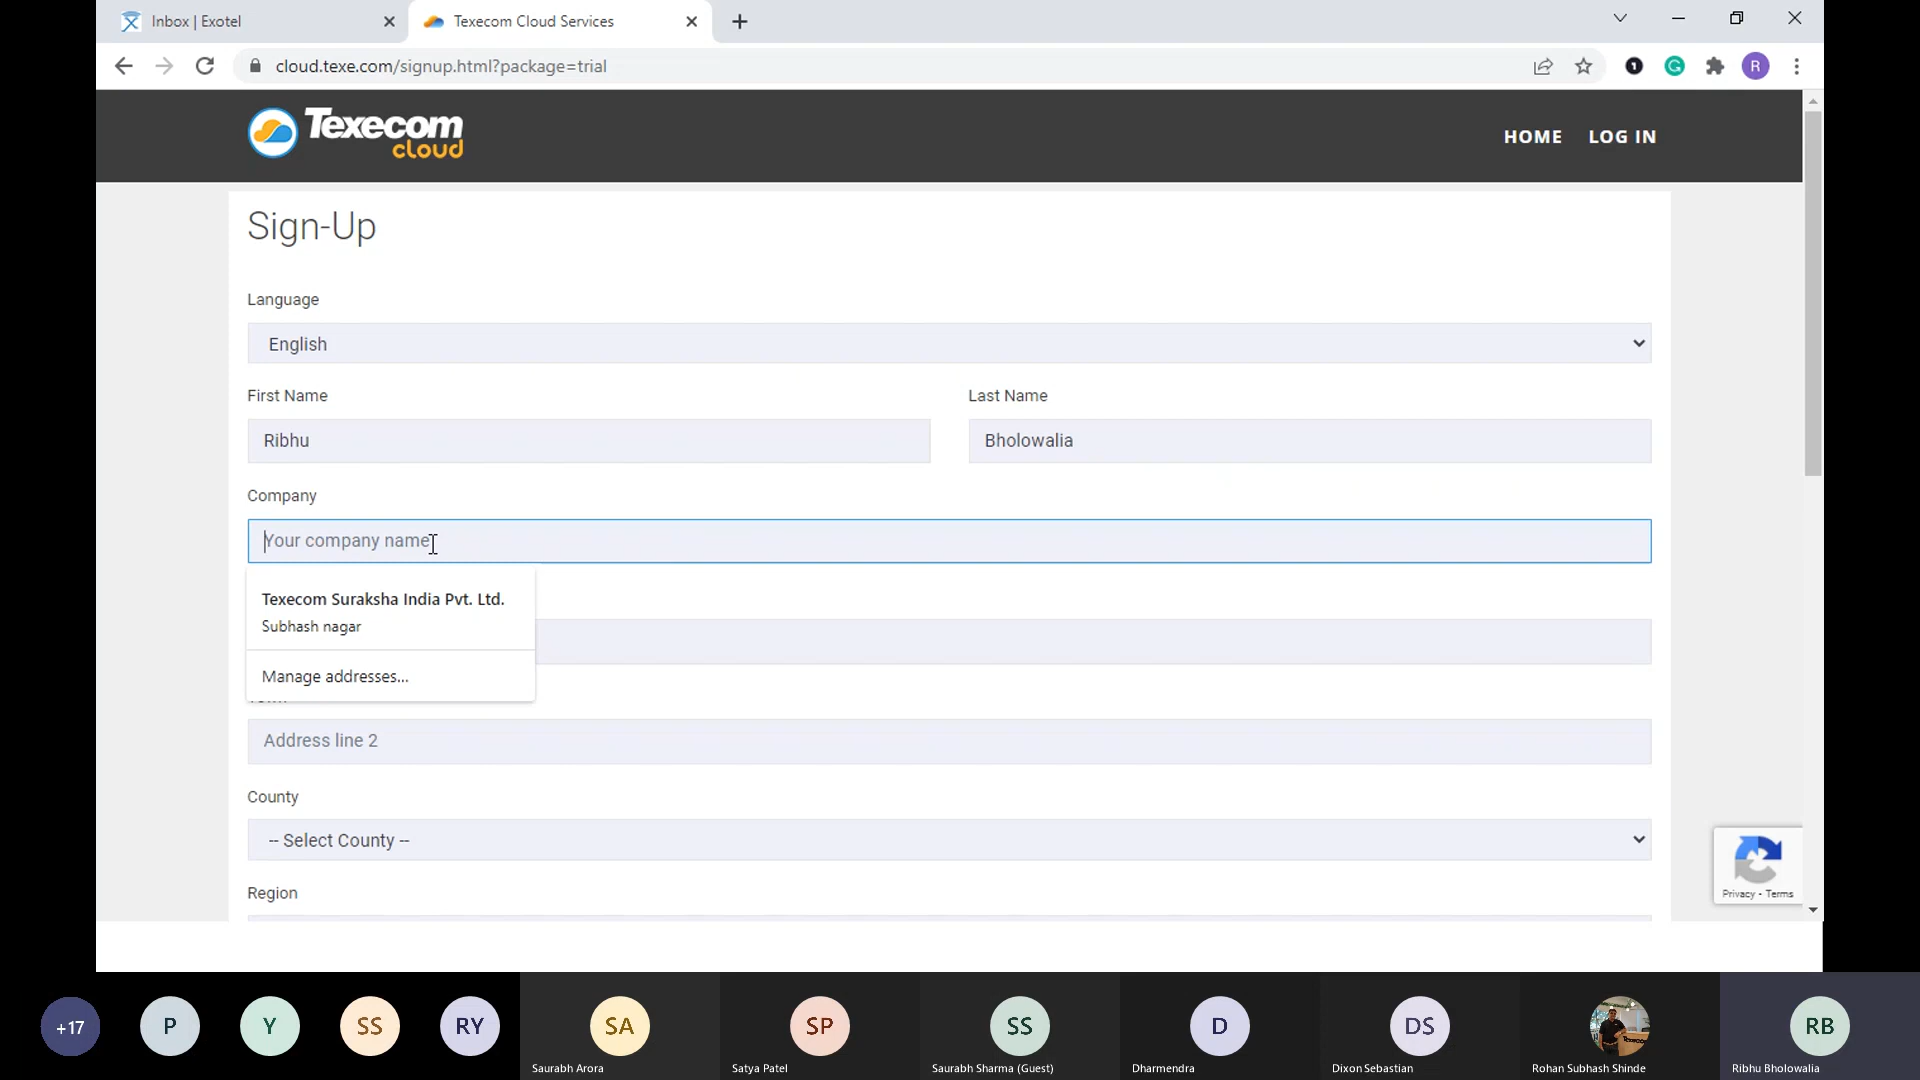 Inbox | Exotel
Texecom Cloud Services
cloud.texe.com/signup.html?package=trial
R
Texecom
cloud
HOME
LOG IN
Sign-Up
Language
English
First Name
Last Name
Ribhu
Bholowalia
Company
Your company name
Texecom Suraksha India Pvt. Ltd.
Subhash nagar
Manage addresses...
Address line 2
County
-- Select County --
Region
Privacy - Terms
+17
P
Y
SS
RY
SA
SP
SS
D
DS
RB
Saurabh Arora
Satya Patel
Saurabh Sharma (Guest)
Dharmendra
Dixon Sebastian
Rohan Subhash Shinde
Ribhu Bholowalia